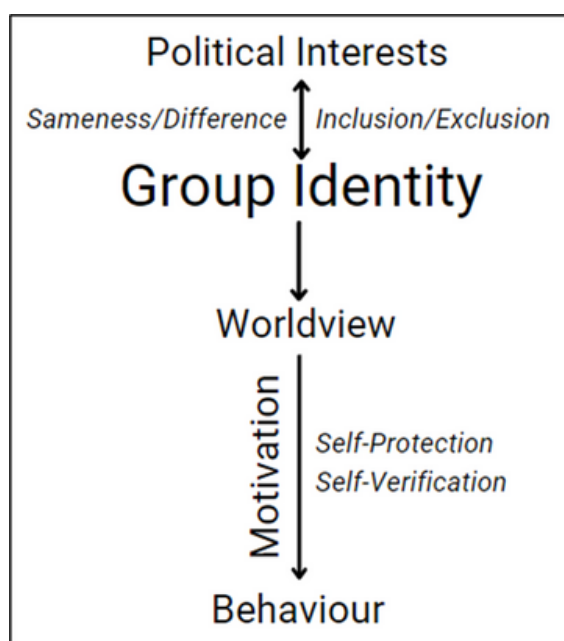 Political Interests
Sameness/Difference Inclusion/Exclusion
Group Identity
Worldview
Motivation
Self-Protection
Self-Verification
Behaviour